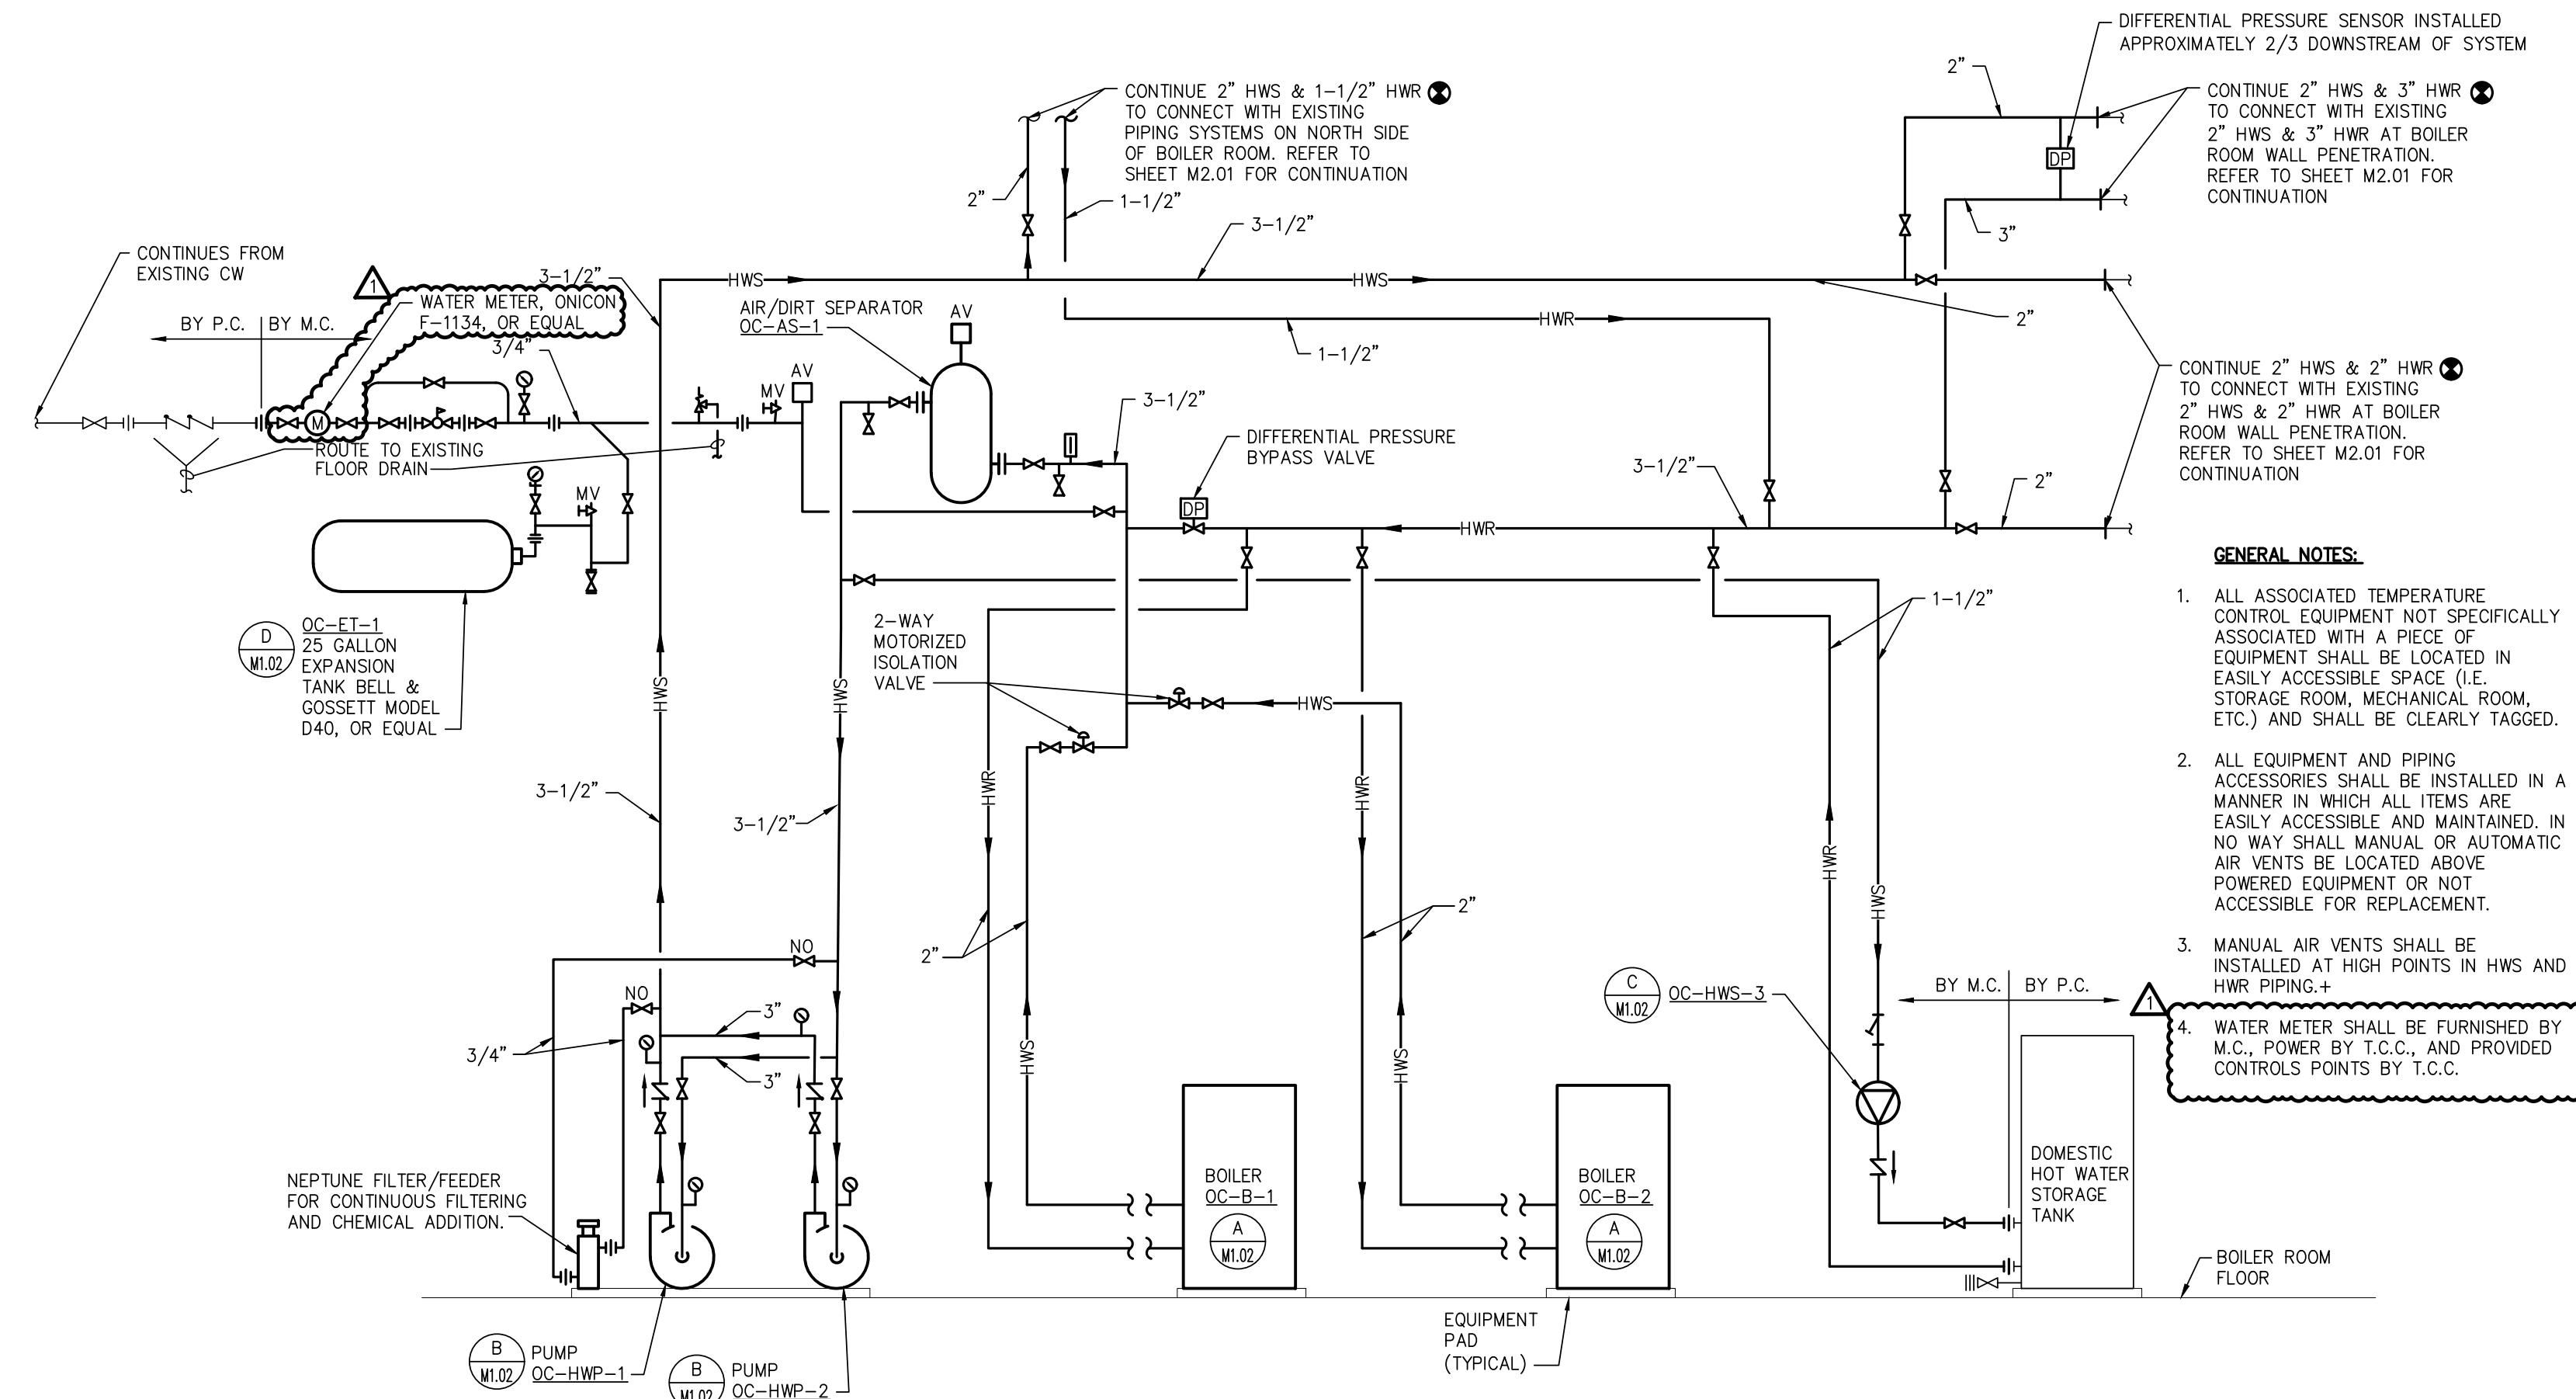 DIFFERENTIAL PRESSURE SENSOR INSTALLED
APPROXIMATELY 2/3 DOWNSTREAM OF SYSTEM
2"
CONTINUE 2" HWS & 1-1/2" HWR
TO CONNECT WITH EXISTING
PIPING SYSTEMS ON NORTH SIDE
OF BOILER ROOM. REFER TO
SHEET M2.01 FOR CONTINUATION
CONTINUE 2" HWS & 3" HWR
TO CONNECT WITH EXISTING
2" HWS & 3" HWR AT BOILER
ROOM WALL PENETRATION.
REFER TO SHEET M2.01 FOR
CONTINUATION
DP
2"
1-1/2"
3-1/2"
3"
CONTINUES FROM
EXISTING CW
1
3-1/2"
HWS
HWS
WATER METER, ONICON
F-1134, OR EQUAL
BY P.C.
BY M.C.
3/4"
AIR/DIRT SEPARATOR
OC-AS-1
AV
HWR
2"
1-1/2"
CONTINUE 2" HWS & 2" HWR
TO CONNECT WITH EXISTING
2" HWS & 2" HWR AT BOILER
ROOM WALL PENETRATION.
REFER TO SHEET M2.01 FOR
CONTINUATION
MV
AV
3-1/2"
M
ROUTE TO EXISTING
FLOOR DRAIN
DIFFERENTIAL PRESSURE
BYPASS VALVE
3-1/2"
2"
MV
DP
HWR
GENERAL NOTES:
1. ALL ASSOCIATED TEMPERATURE
CONTROL EQUIPMENT NOT SPECIFICALLY
ASSOCIATED WITH A PIECE OF
EQUIPMENT SHALL BE LOCATED IN
EASILY ACCESSIBLE SPACE (I.E.
STORAGE ROOM, MECHANICAL ROOM,
ETC.) AND SHALL BE CLEARLY TAGGED.
2. ALL EQUIPMENT AND PIPING
ACCESSORIES SHALL BE INSTALLED IN A
MANNER IN WHICH ALL ITEMS ARE
EASILY ACCESSIBLE AND MAINTAINED. IN
NO WAY SHALL MANUAL OR AUTOMATIC
AIR VENTS BE LOCATED ABOVE
POWERED EQUIPMENT OR NOT
ACCESSIBLE FOR REPLACEMENT.
3. MANUAL AIR VENTS SHALL BE
INSTALLED AT HIGH POINTS IN HWS AND
HWR PIPING.+
1
4. WATER METER SHALL BE FURNISHED BY
M.C., POWER BY T.C.C., AND PROVIDED
CONTROLS POINTS BY T.C.C.
D
M1.02
OC-ET-1
25 GALLON
EXPANSION
TANK BELL &
GOSSETT MODEL
D40, OR EQUAL
2-WAY
MOTORIZED
ISOLATION
VALVE
1-1/2"
HWS
HWS
HWS
3-1/2"
3-1/2"
HWR
HWR
HWR
HWS
2"
2"
NO
NO
3"
3"
3/4"
HWS
HWS
C
M1.02
OC-HWS-3
BY M.C.
BY P.C.
NEPTUNE FILTER/FEEDER
FOR CONTINUOUS FILTERING
AND CHEMICAL ADDITION.
BOILER
OC-B-1
A
M1.02
BOILER
OC-B-2
A
M1.02
DOMESTIC
HOT WATER
STORAGE
TANK
BOILER ROOM
FLOOR
EQUIPMENT
PAD
(TYPICAL)
B
M1.02
PUMP
OC-HWP-1
B
M1.02
PUMP
OC-HWP-2